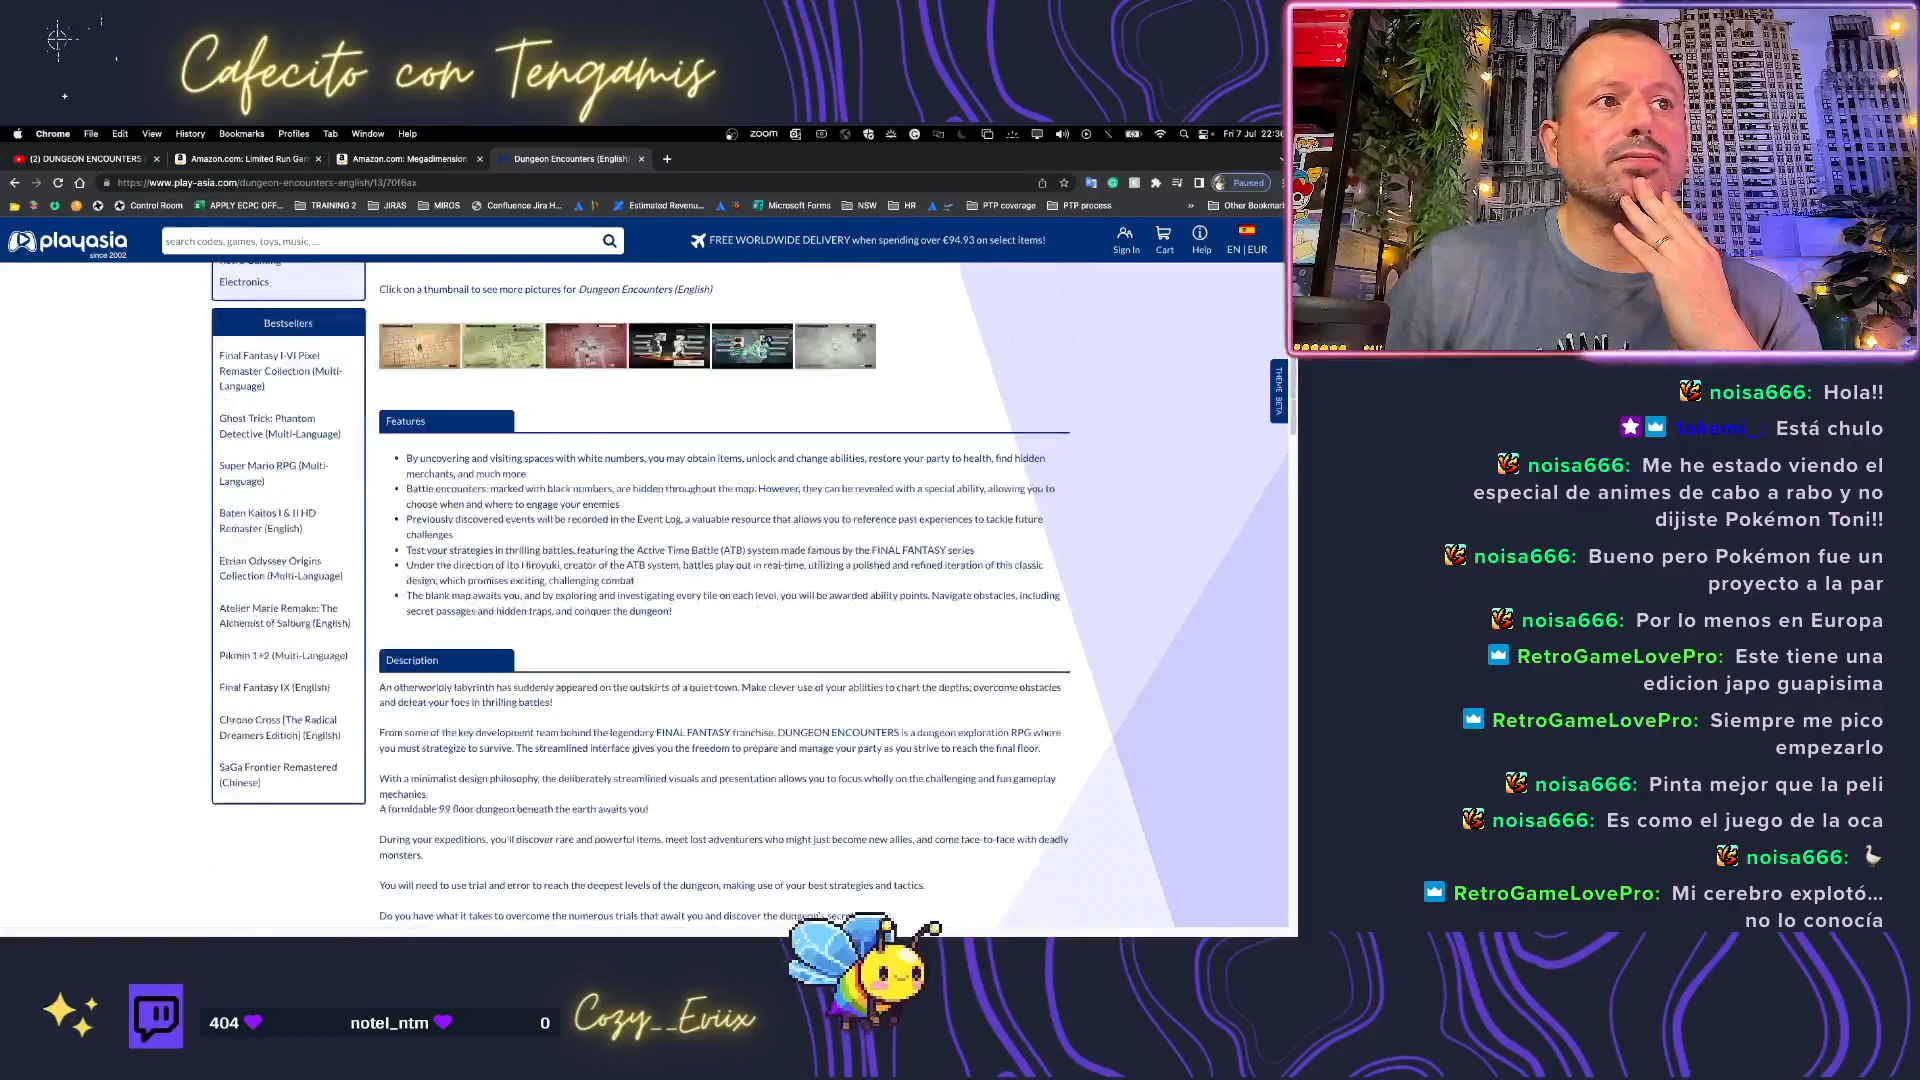 Cafecito con Tengamis
Chrome File Edit View History Bookmarks Profiles Tab Window Help
zoom
Fri 7 Jul 22:36
(2) DUNGEON ENCOUNTERS
Amazon.com: Limited Run Gam
Amazon.com: Megadimension
Dungeon Encounters (English)
https://www.play-asia.com/dungeon-encounters-english/13/70f6ax
Paused
Control Room
APPLY ECPC OFF...
TRAINING 2
JIRAS
MIROS
Confluence Jira H...
Estimated Revenu...
Microsoft Forms
NSW
HR
PTP coverage
PTP process
Other Bookmar
playasia
since 2002
search codes, games, toys, music, ...
FREE WORLDWIDE DELIVERY when spending over €94.93 on select items!
Sign In
Cart
Help
EN | EUR
Electronics
Bestsellers
Final Fantasy I-VI Pixel
Remaster Collection (Multi-
Language)
Ghost Trick: Phantom
Detective (Multi-Language)
Super Mario RPG (Multi-
Language)
Baten Kaitos I & II HD
Remaster (English)
Etrian Odyssey Origins
Collection (Multi-Language)
Atelier Marie Remake: The
Alchemist of Salburg (English)
Pikmin 1+2 (Multi-Language)
Final Fantasy IX (English)
Chrono Cross [The Radical
Dreamers Edition] (English)
SaGa Frontier Remastered
(Chinese)
Click on a thumbnail to see more pictures for Dungeon Encounters (English)
Features
By uncovering and visiting spaces with white numbers, you may obtain items, unlock and change abilities, restore your party to health, find hidden
merchants, and much more
Battle encounters, marked with black numbers, are hidden throughout the map. However, they can be revealed with a special ability, allowing you to
choose when and where to engage your enemies
Previously discovered events will be recorded in the Event Log, a valuable resource that allows you to reference past experiences to tackle future
challenges
Test your strategies in thrilling battles, featuring the Active Time Battle (ATB) system made famous by the FINAL FANTASY series
Under the direction of Ito Hiroyuki, creator of the ATB system, battles play out in real-time, utilizing a polished and refined iteration of this classic
design, which promises exciting, challenging combat
The blank map awaits you, and by exploring and investigating every tile on each level, you will be awarded ability points. Navigate obstacles, including
secret passages and hidden traps, and conquer the dungeon!
Description
An otherworldly labyrinth has suddenly appeared on the outskirts of a quiet town. Make clever use of your abilities to chart the depths, overcome obstacles
and defeat your foes in thrilling battles!
From some of the key development team behind the legendary FINAL FANTASY franchise. DUNGEON ENCOUNTERS is a dungeon exploration RPG where
you must strategize to survive. The streamlined interface gives you the freedom to prepare and manage your party as you strive to reach the final floor.
With a minimalist design philosophy, the deliberately streamlined visuals and presentation allows you to focus wholly on the challenging and fun gameplay
mechanics.
A formidable 99 floor dungeon beneath the earth awaits you!
During your expeditions, you'll discover rare and powerful items, meet lost adventurers who might just become new allies, and come face-to-face with deadly
monsters.
You will need to use trial and error to reach the deepest levels of the dungeon, making use of your best strategies and tactics.
Do you have what it takes to overcome the numerous trials that await you and discover the dungeon's secr
THEME BETA
noisa666: Hola!!
1akemi_: Está chulo
noisa666: Me he estado viendo el
especial de animes de cabo a rabo y no
dijiste Pokémon Toni!!
noisa666: Bueno pero Pokémon fue un
proyecto a la par
noisa666: Por lo menos en Europa
RetroGameLovePro: Este tiene una
edicion japo guapisima
RetroGameLovePro: Siempre me pico
empezarlo
noisa666: Pinta mejor que la peli
noisa666: Es como el juego de la oca
noisa666:
RetroGameLovePro: Mi cerebro explotó...
no lo conocía
404
notel_ntm
0
Cozy__Eviix